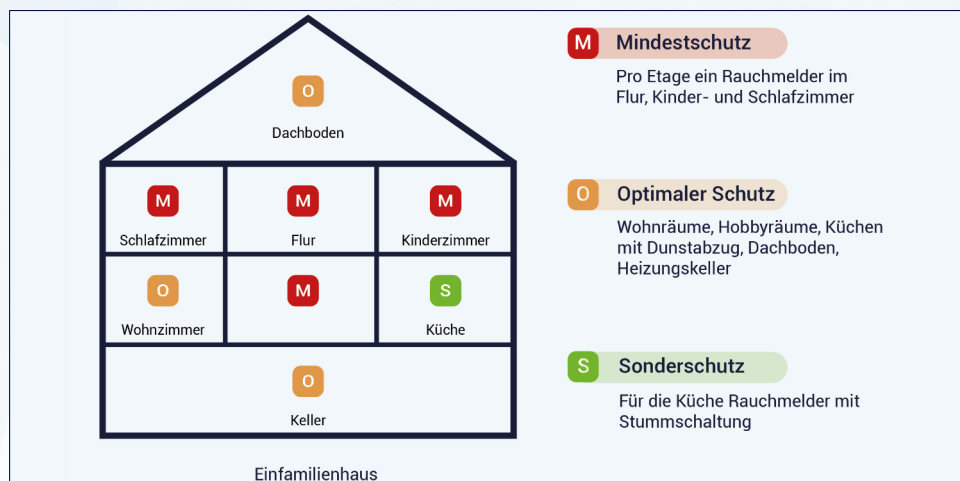 O
Dachboden
M
M
M
Schlafzimmer
Flur
Kinderzimmer
O
M
S
Wohnzimmer
Küche
O
Keller
Einfamilienhaus
M Mindestschutz
Pro Etage ein Rauchmelder im
Flur, Kinder- und Schlafzimmer
O Optimaler Schutz
Wohnräume, Hobbyräume, Küchen
mit Dunstabzug, Dachboden,
Heizungskeller
S Sonderschutz
Für die Küche Rauchmelder mit
Stummschaltung